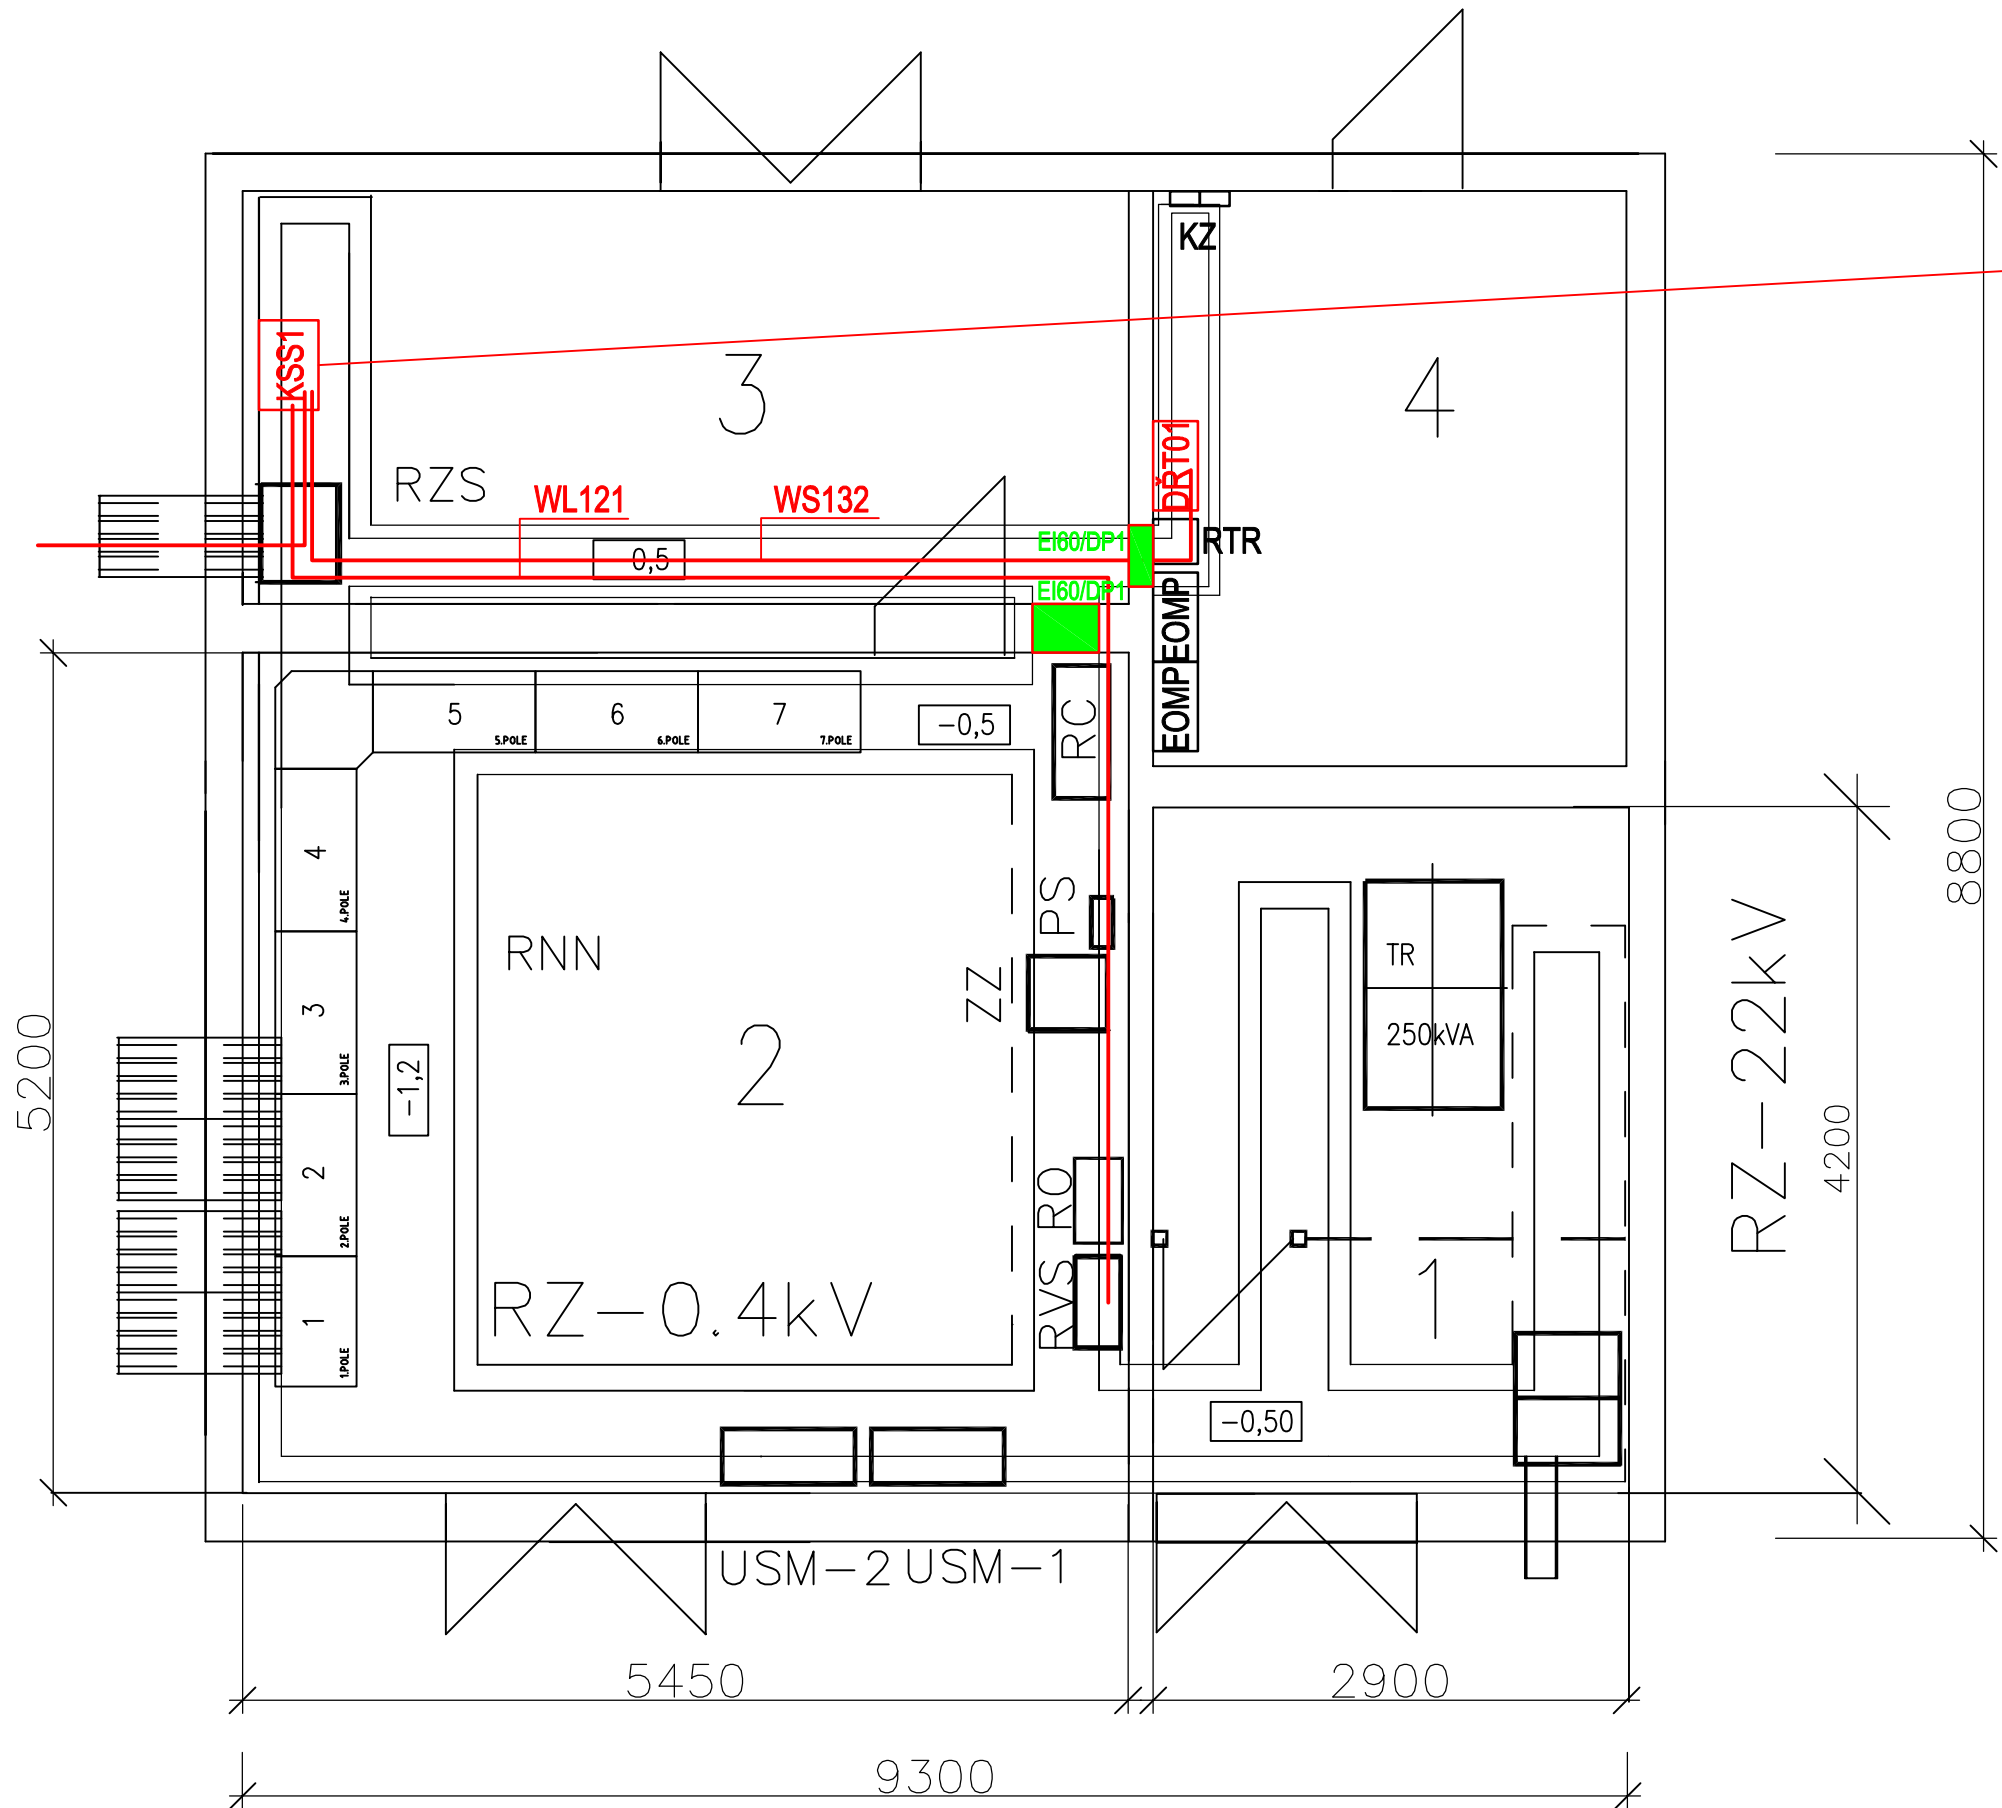 KZ
KSS1
3
4
RZS
WL121
WS132
DŘT01
EI60/DP1
RTR
0,5
EI60/DP1
EOMP
EOMP
5
5.POLE
6
6.POLE
7
7.POLE
-0,5
RC
4
4.POLE
8800
PS
RNN
TR
ZZ
3
3.POLE
2
250kVA
RZ-22kV
5200
-1,2
4200
2
2.POLE
RO
RZ-0.4kV
RVS
1
1
1.POLE
-0,50
USM-2
USM-1
5450
2900
9300